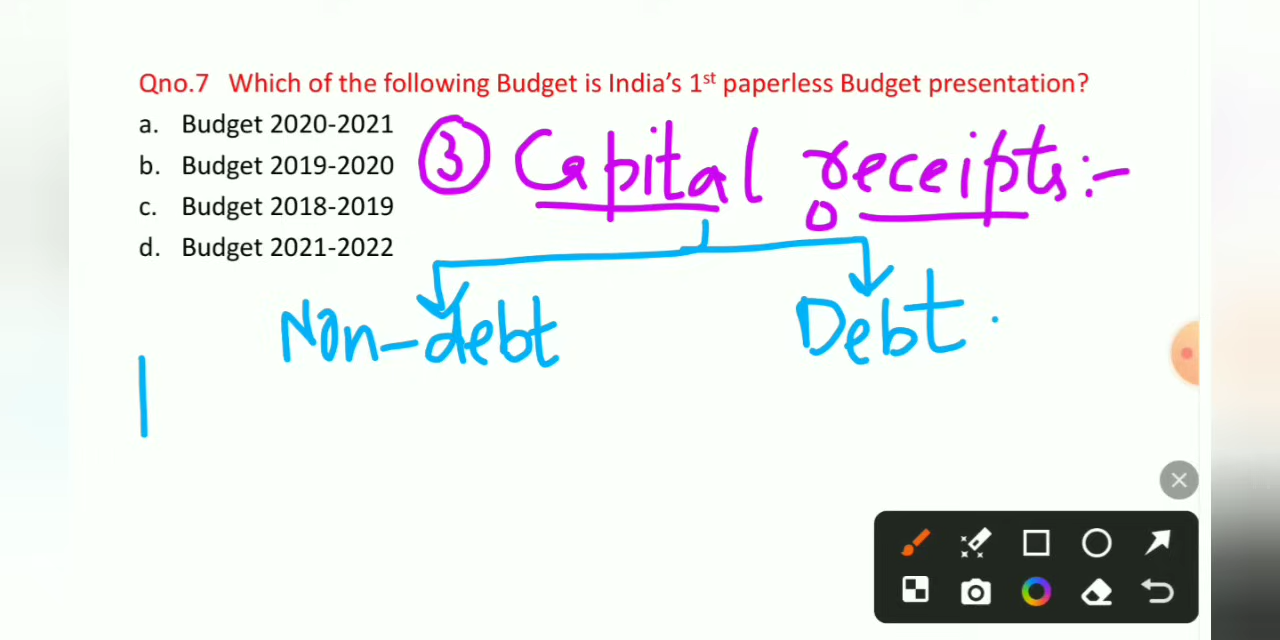 Qno.7 Which of the following Budget is India's 1st paperless Budget presentation?
a. Budget 2020-2021
b. Budget 2019-2020
c. Budget 2018-2019
d. Budget 2021-2022
③ Capital receipts:-
Non-debt Debt